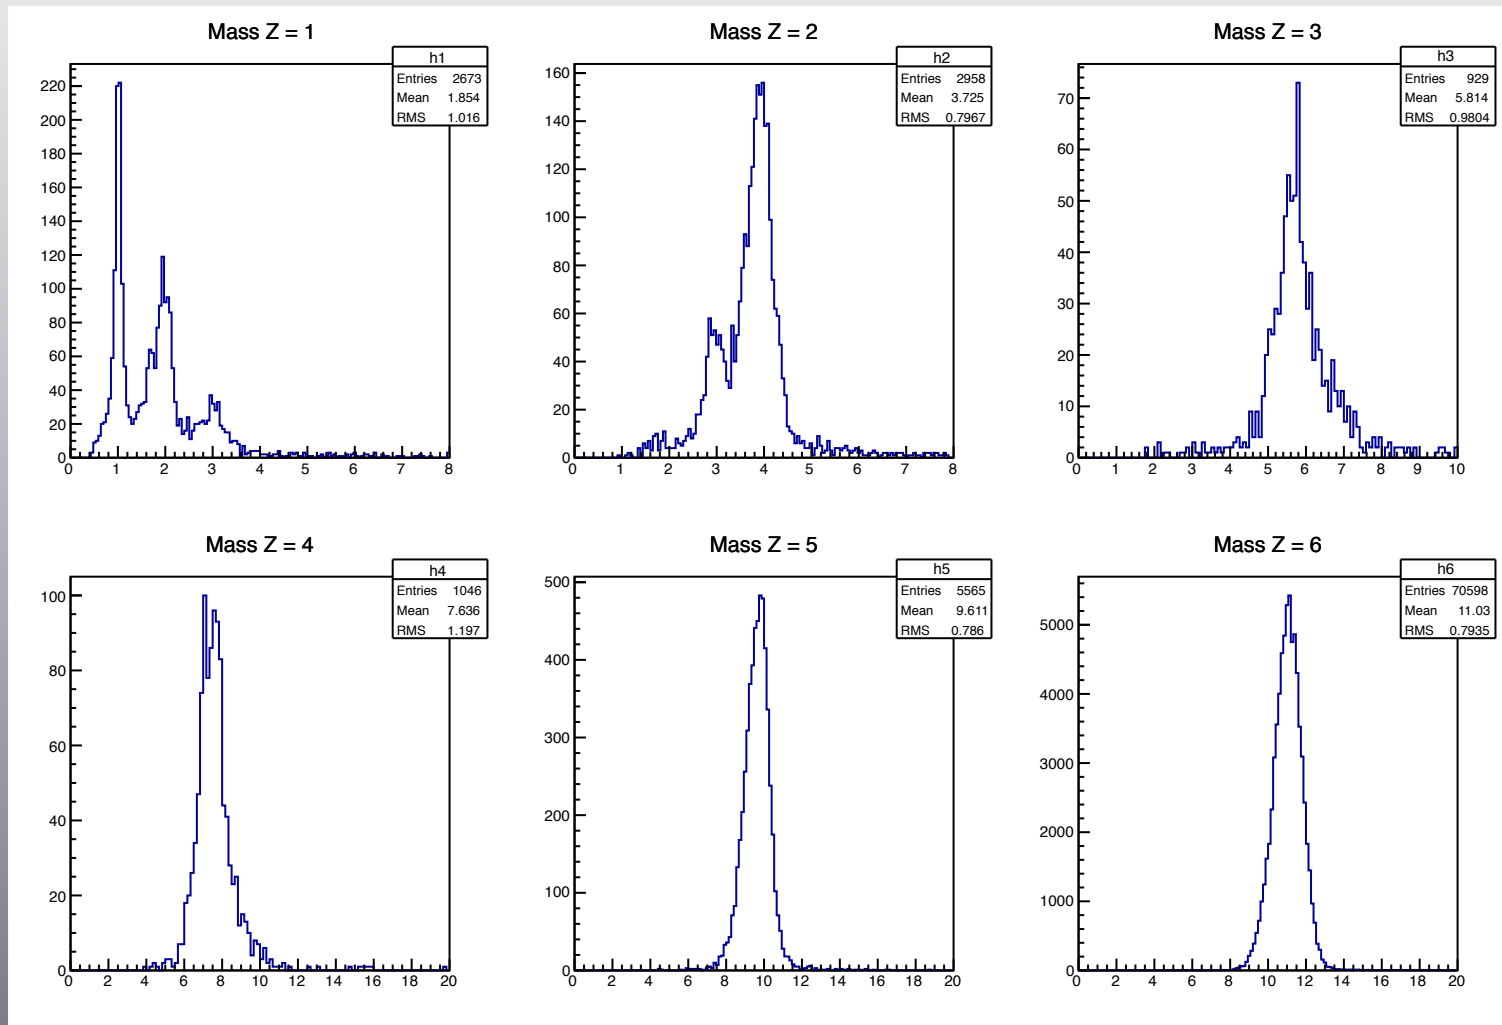 Mass Z = 1
h1
Entries 2673
Mean 1.854
RMS 1.016
220
200
180
160
140
120
100
80
60
40
20
0
0 1 2 3 4 5 6 7 8
Mass Z = 2
h2
Entries 2958
Mean 3.725
RMS 0.7967
160
140
120
100
80
60
40
20
0
0 1 2 3 4 5 6 7 8
Mass Z = 3
h3
Entries 929
Mean 5.814
RMS 0.9804
70
60
50
40
30
20
10
0
0 1 2 3 4 5 6 7 8 9 10
Mass Z = 4
h4
Entries 1046
Mean 7.636
RMS 1.197
100
80
60
40
20
0
0 2 4 6 8 10 12 14 16 18 20
Mass Z = 5
h5
Entries 5565
Mean 9.611
RMS 0.786
500
400
300
200
100
0
0 2 4 6 8 10 12 14 16 18 20
Mass Z = 6
h6
Entries 70598
Mean 11.03
RMS 0.7935
5000
4000
3000
2000
1000
0
0 2 4 6 8 10 12 14 16 18 20